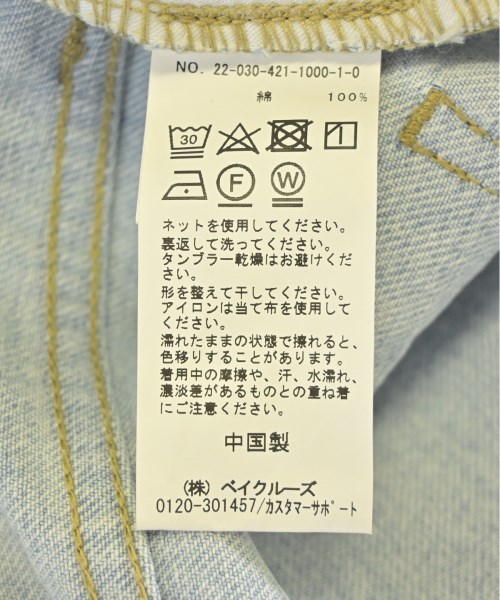 NO. 22-030-421-1000-1-0
綿 100%
30
F W
ネットを使用してください。
裏返して洗ってください。
タンブラー乾燥はお避けくだ
さい。
形を整えて干してください。
アイロンは当て布を使用して
ください。
濡れたままの状態で擦れると、
色移りすることがあります。
着用中の摩擦や、汗、水濡れ、
濃淡差があるものとの重ね着
にご注意ください。
中国製
(株) ベイクルーズ
0120-301457/カスタマーサポート